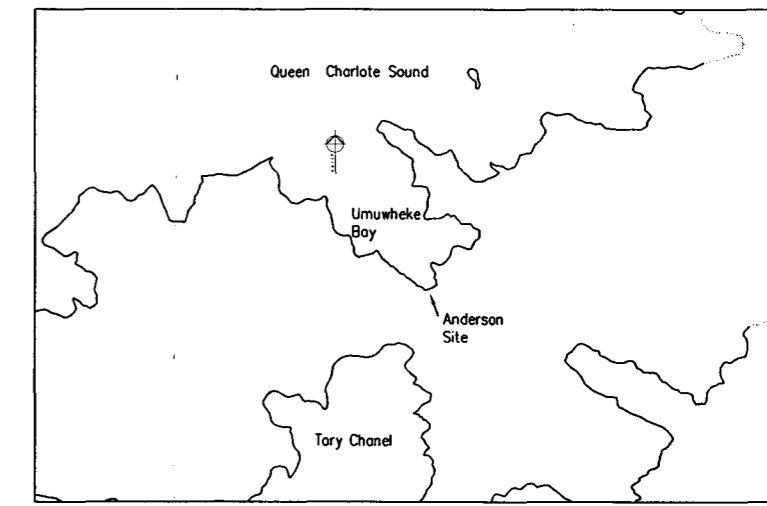 Queen Charlote Sound
Umuwheke
Bay
Anderson
Site
Tory Chanel